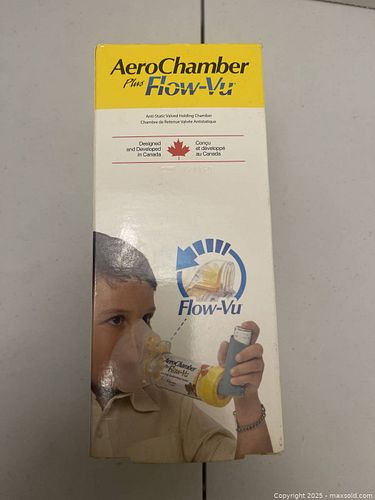 AeroChamber
Plus Flow-Vu
Anti-Static Valved Holding Chamber
Chambre de Retenue Valvée Antistatique
Designed
and Developed
in Canada
Conçu
et développé
au Canada
Flow-Vu
AeroChamber
Plus Flow-Vu
Copyright © 2025 - maxsold.com